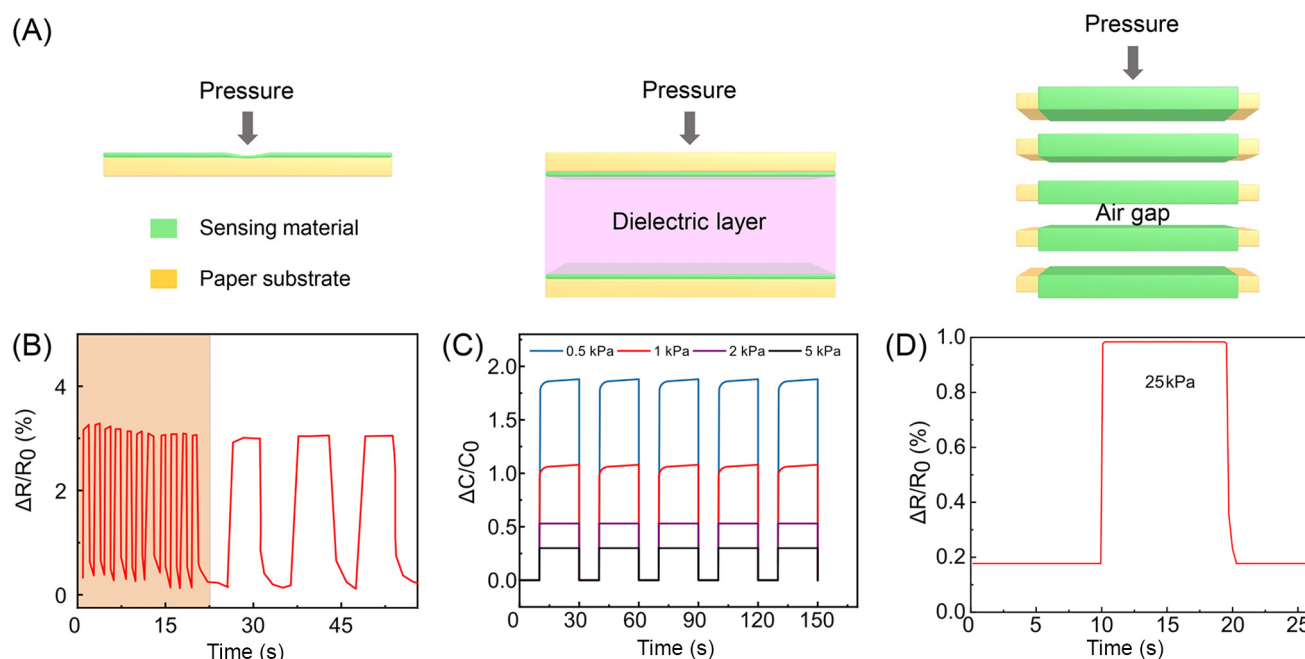 (A)
Pressure
Pressure
Pressure
Sensing material
Paper substrate
Dielectric layer
Air gap
(B)
ΔR/R0 (%)
4
2
0
0 15 30 45
Time (s)
(C)
0.5 kPa 1 kPa 2 kPa 5 kPa
ΔC/C0
2.0
1.5
1.0
0.5
0.0
0 30 60 90 120 150
Time (s)
(D)
25kPa
ΔR/R0 (%)
1.0
0.8
0.6
0.4
0.2
0.0
0 5 10 15 20 25
Time (s)